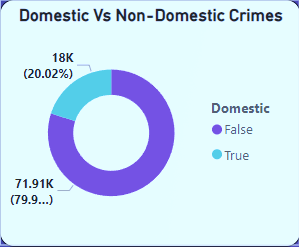 Domestic Vs Non-Domestic Crimes
18K
(20.02%)
Domestic
False
True
71.91K
(79.9...)